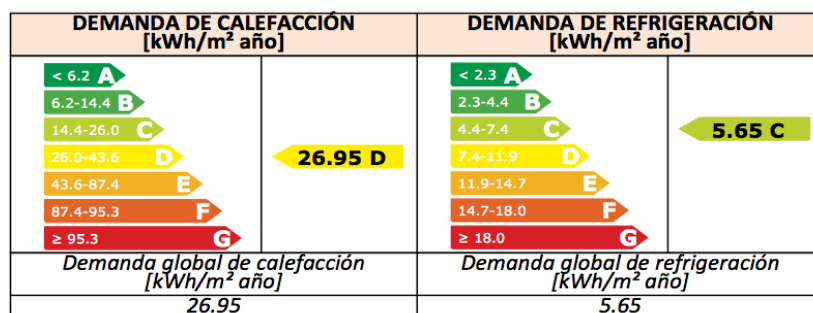 DEMANDA DE CALEFACCIÓN
[kWh/m² año]
< 6.2 A
6.2-14.4 B
14.4-26.0 C
26.0-43.6 D
43.6-87.4 E
87.4-95.3 F
≥ 95.3 G
26.95 D
Demanda global de calefacción
[kWh/m² año]
26.95
DEMANDA DE REFRIGERACIÓN
[kWh/m² año]
< 2.3 A
2.3-4.4 B
4.4-7.4 C
7.4-11.9 D
11.9-14.7 E
14.7-18.0 F
≥ 18.0 G
5.65 C
Demanda global de refrigeración
[kWh/m² año]
5.65